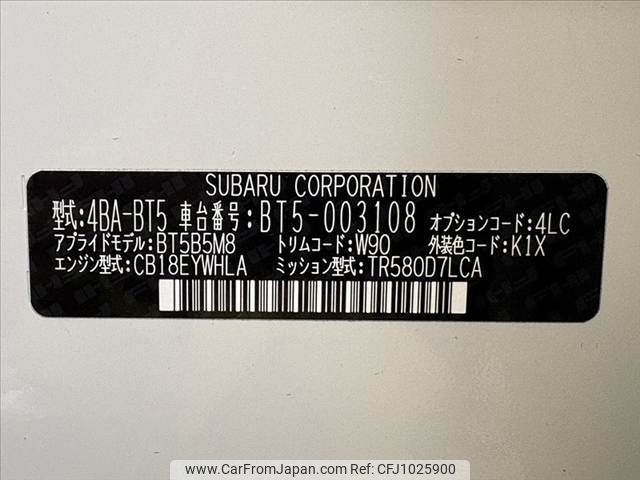 SUBARU CORPORATION
型式:4BA-BT5 車台番号:BT5-003108 オプションコード:4LC
アプライドモデル:BT5B5M8 トリムコード:W90 外装色コード:K1X
エンジン型式:CB18EYWHLA ミッション型式:TR580D7LCA
www.CarFromJapan.com | CFJ1025900